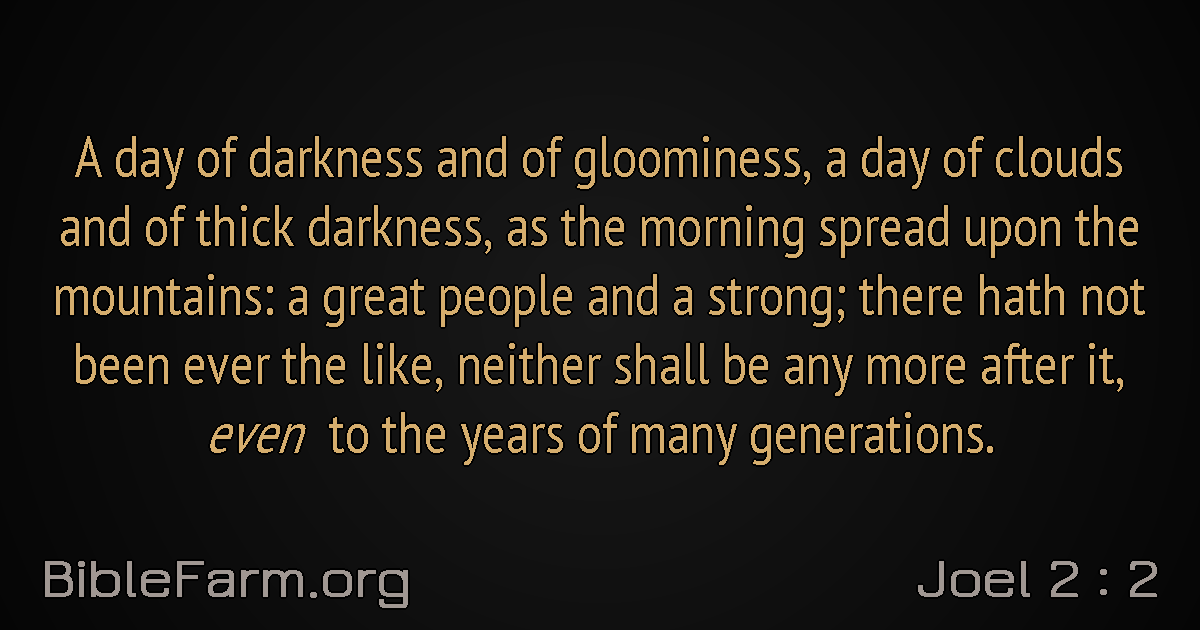 A day of darkness and of gloominess, a day of clouds
and of thick darkness, as the morning spread upon the
mountains: a great people and a strong; there hath not
been ever the like, neither shall be any more after it,
even to the years of many generations.
BibleFarm.org
Joel 2 : 2